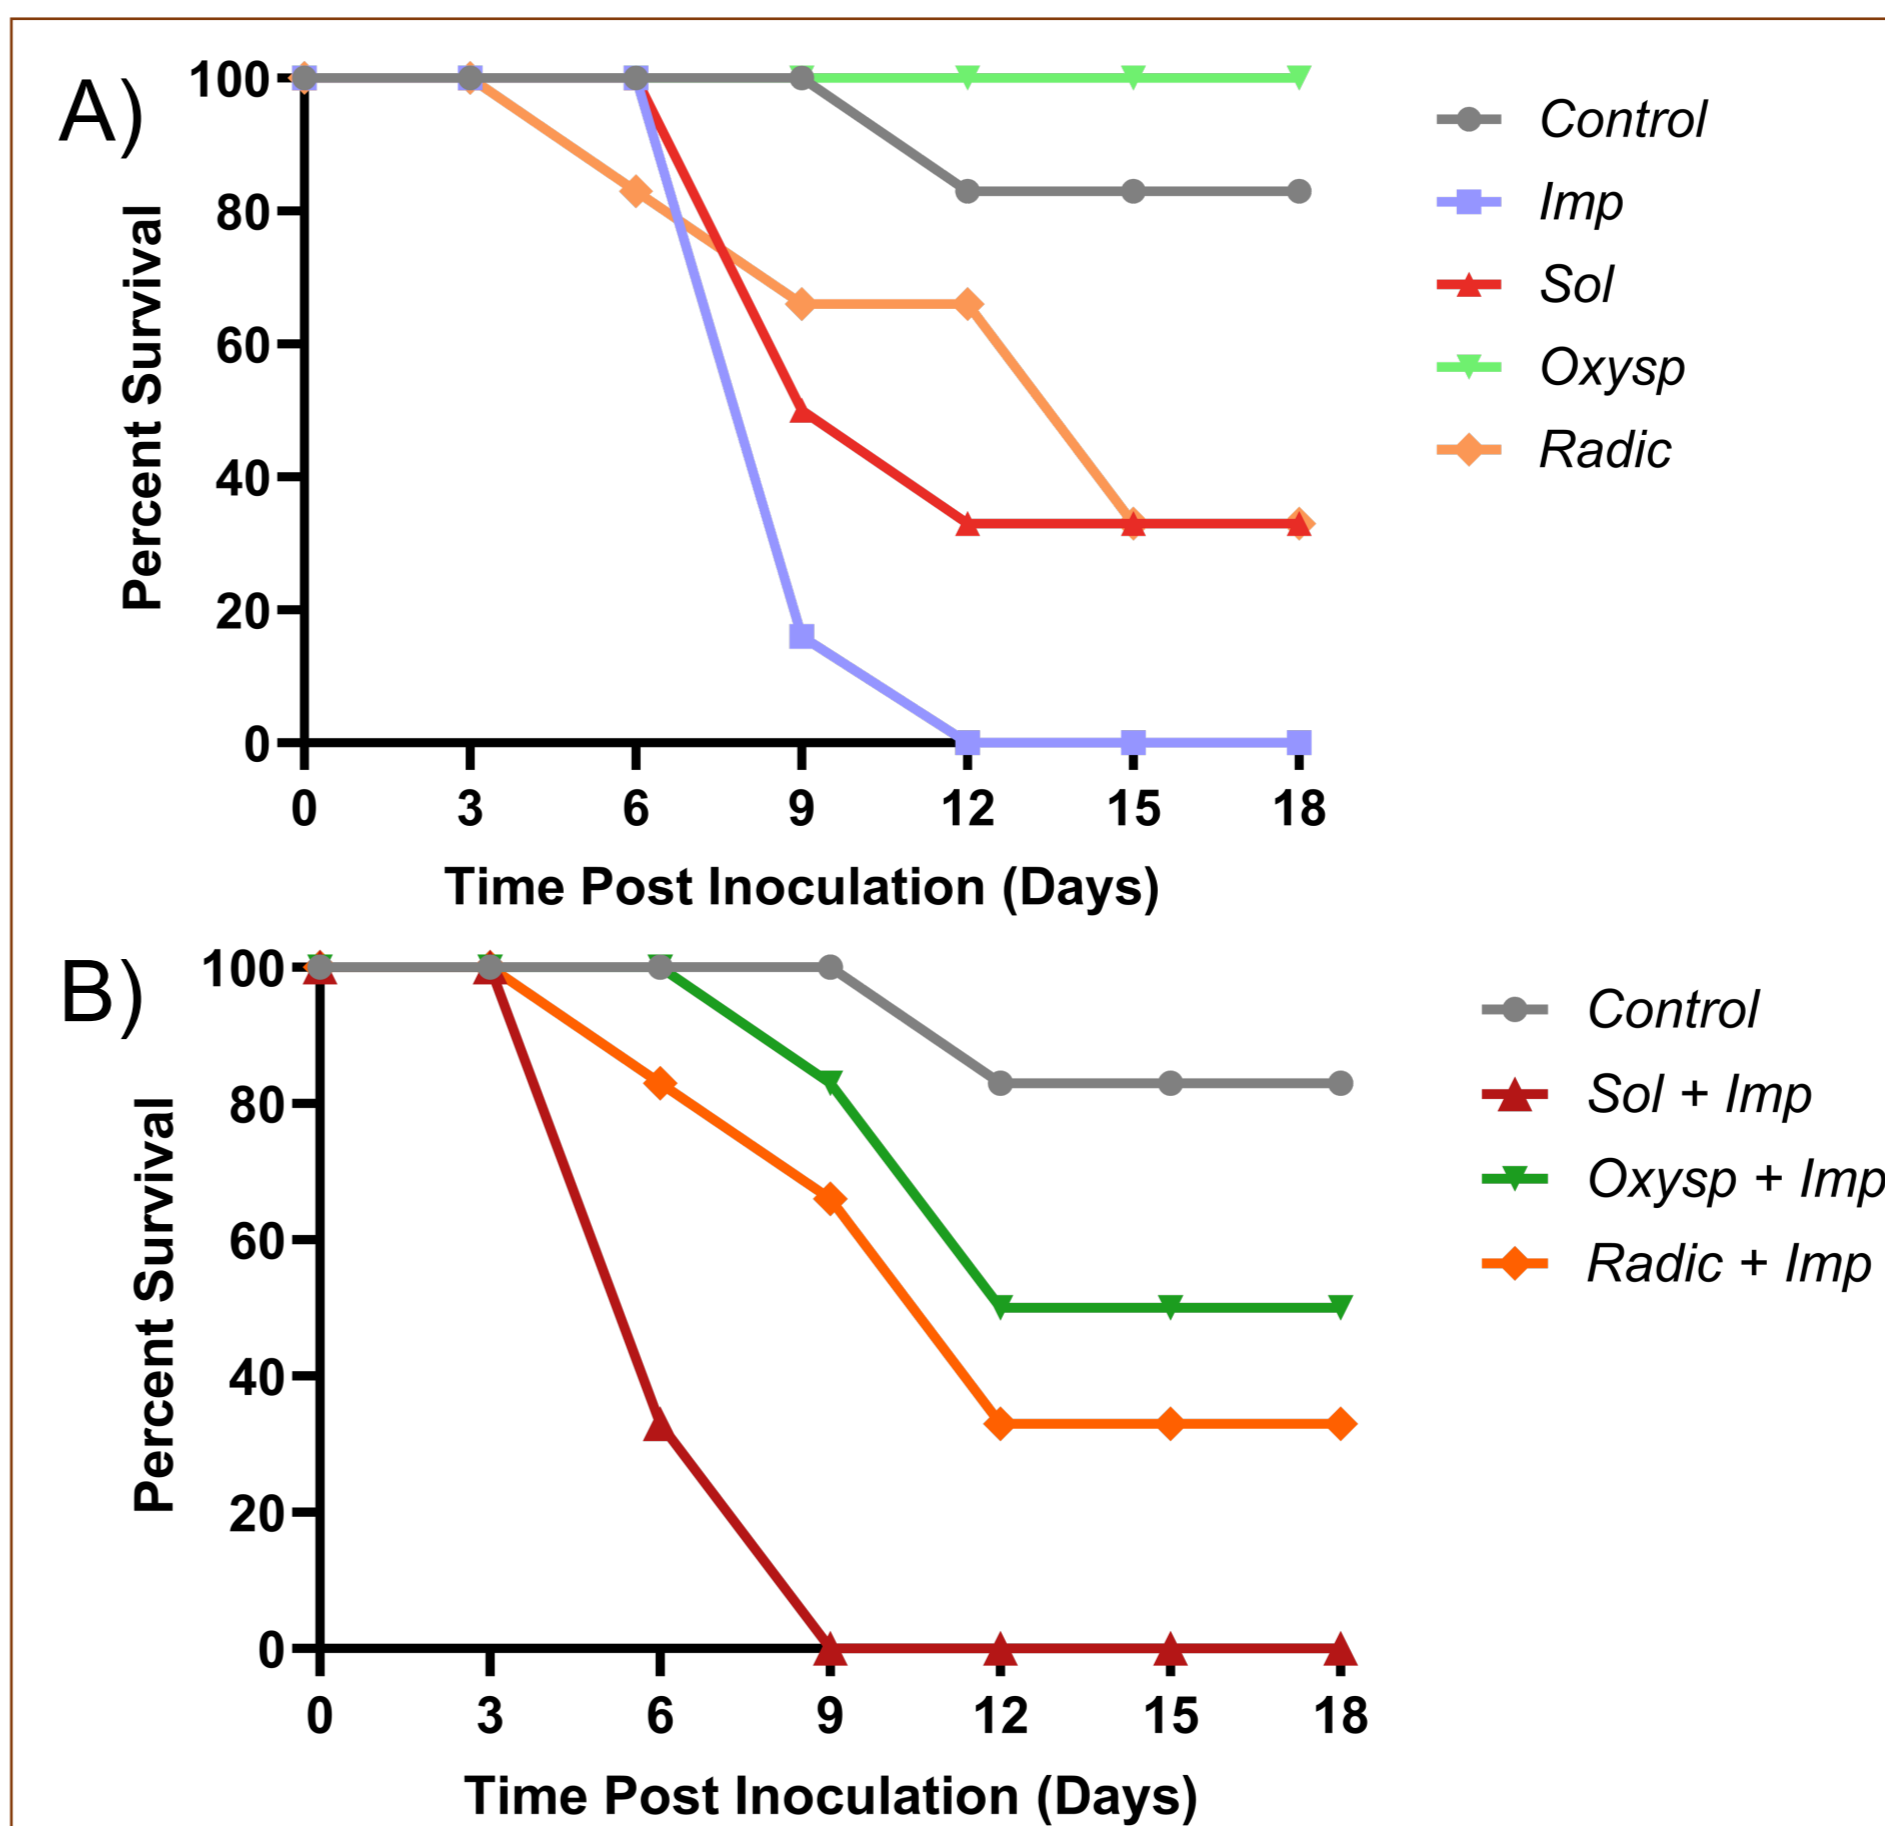 A)
Percent Survival
100
80
60
40
20
0
0 3 6 9 12 15 18
Time Post Inoculation (Days)
Control
Imp
Sol
Oxysp
Radic
B)
Percent Survival
100
80
60
40
20
0
0 3 6 9 12 15 18
Time Post Inoculation (Days)
Control
Sol + Imp
Oxysp + Imp
Radic + Imp